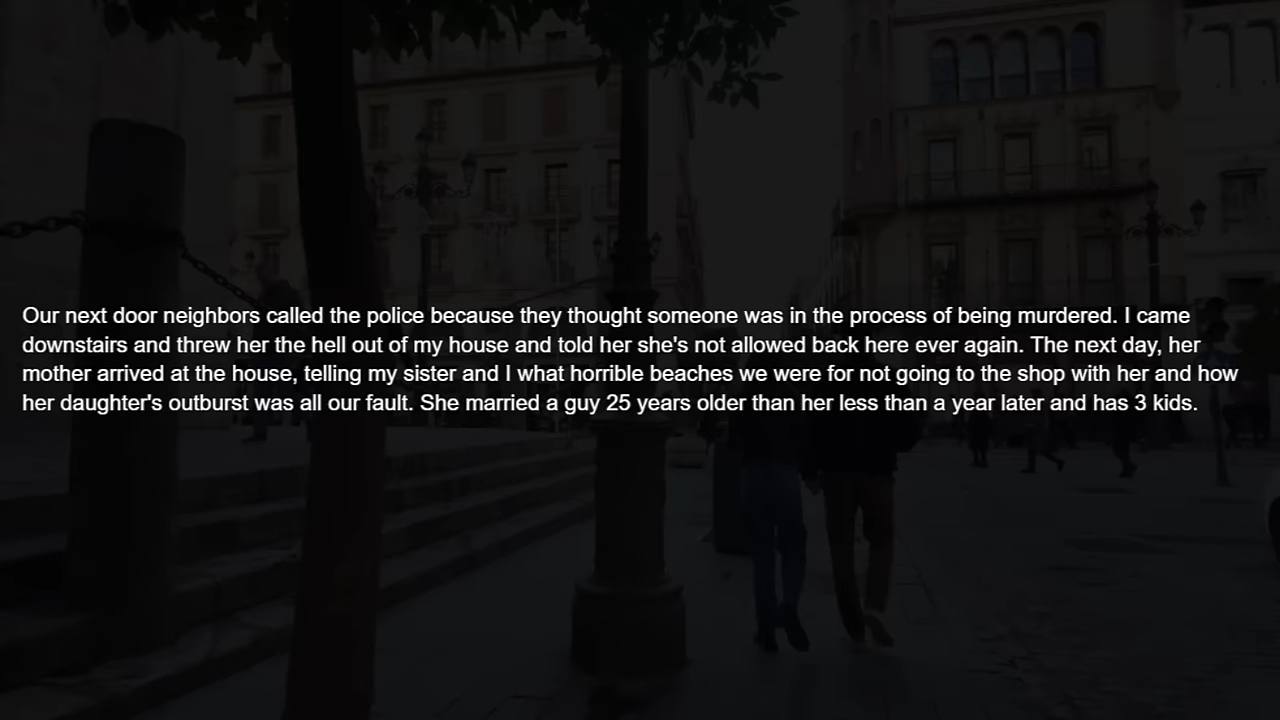 Our next door neighbors called the police because they thought someone was in the process of being murdered. I came
downstairs and threw her the hell out of my house and told her she's not allowed back here ever again. The next day, her
mother arrived at the house, telling my sister and I what horrible beaches we were for not going to the shop with her and how
her daughter's outburst was all our fault. She married a guy 25 years older than her less than a year later and has 3 kids.